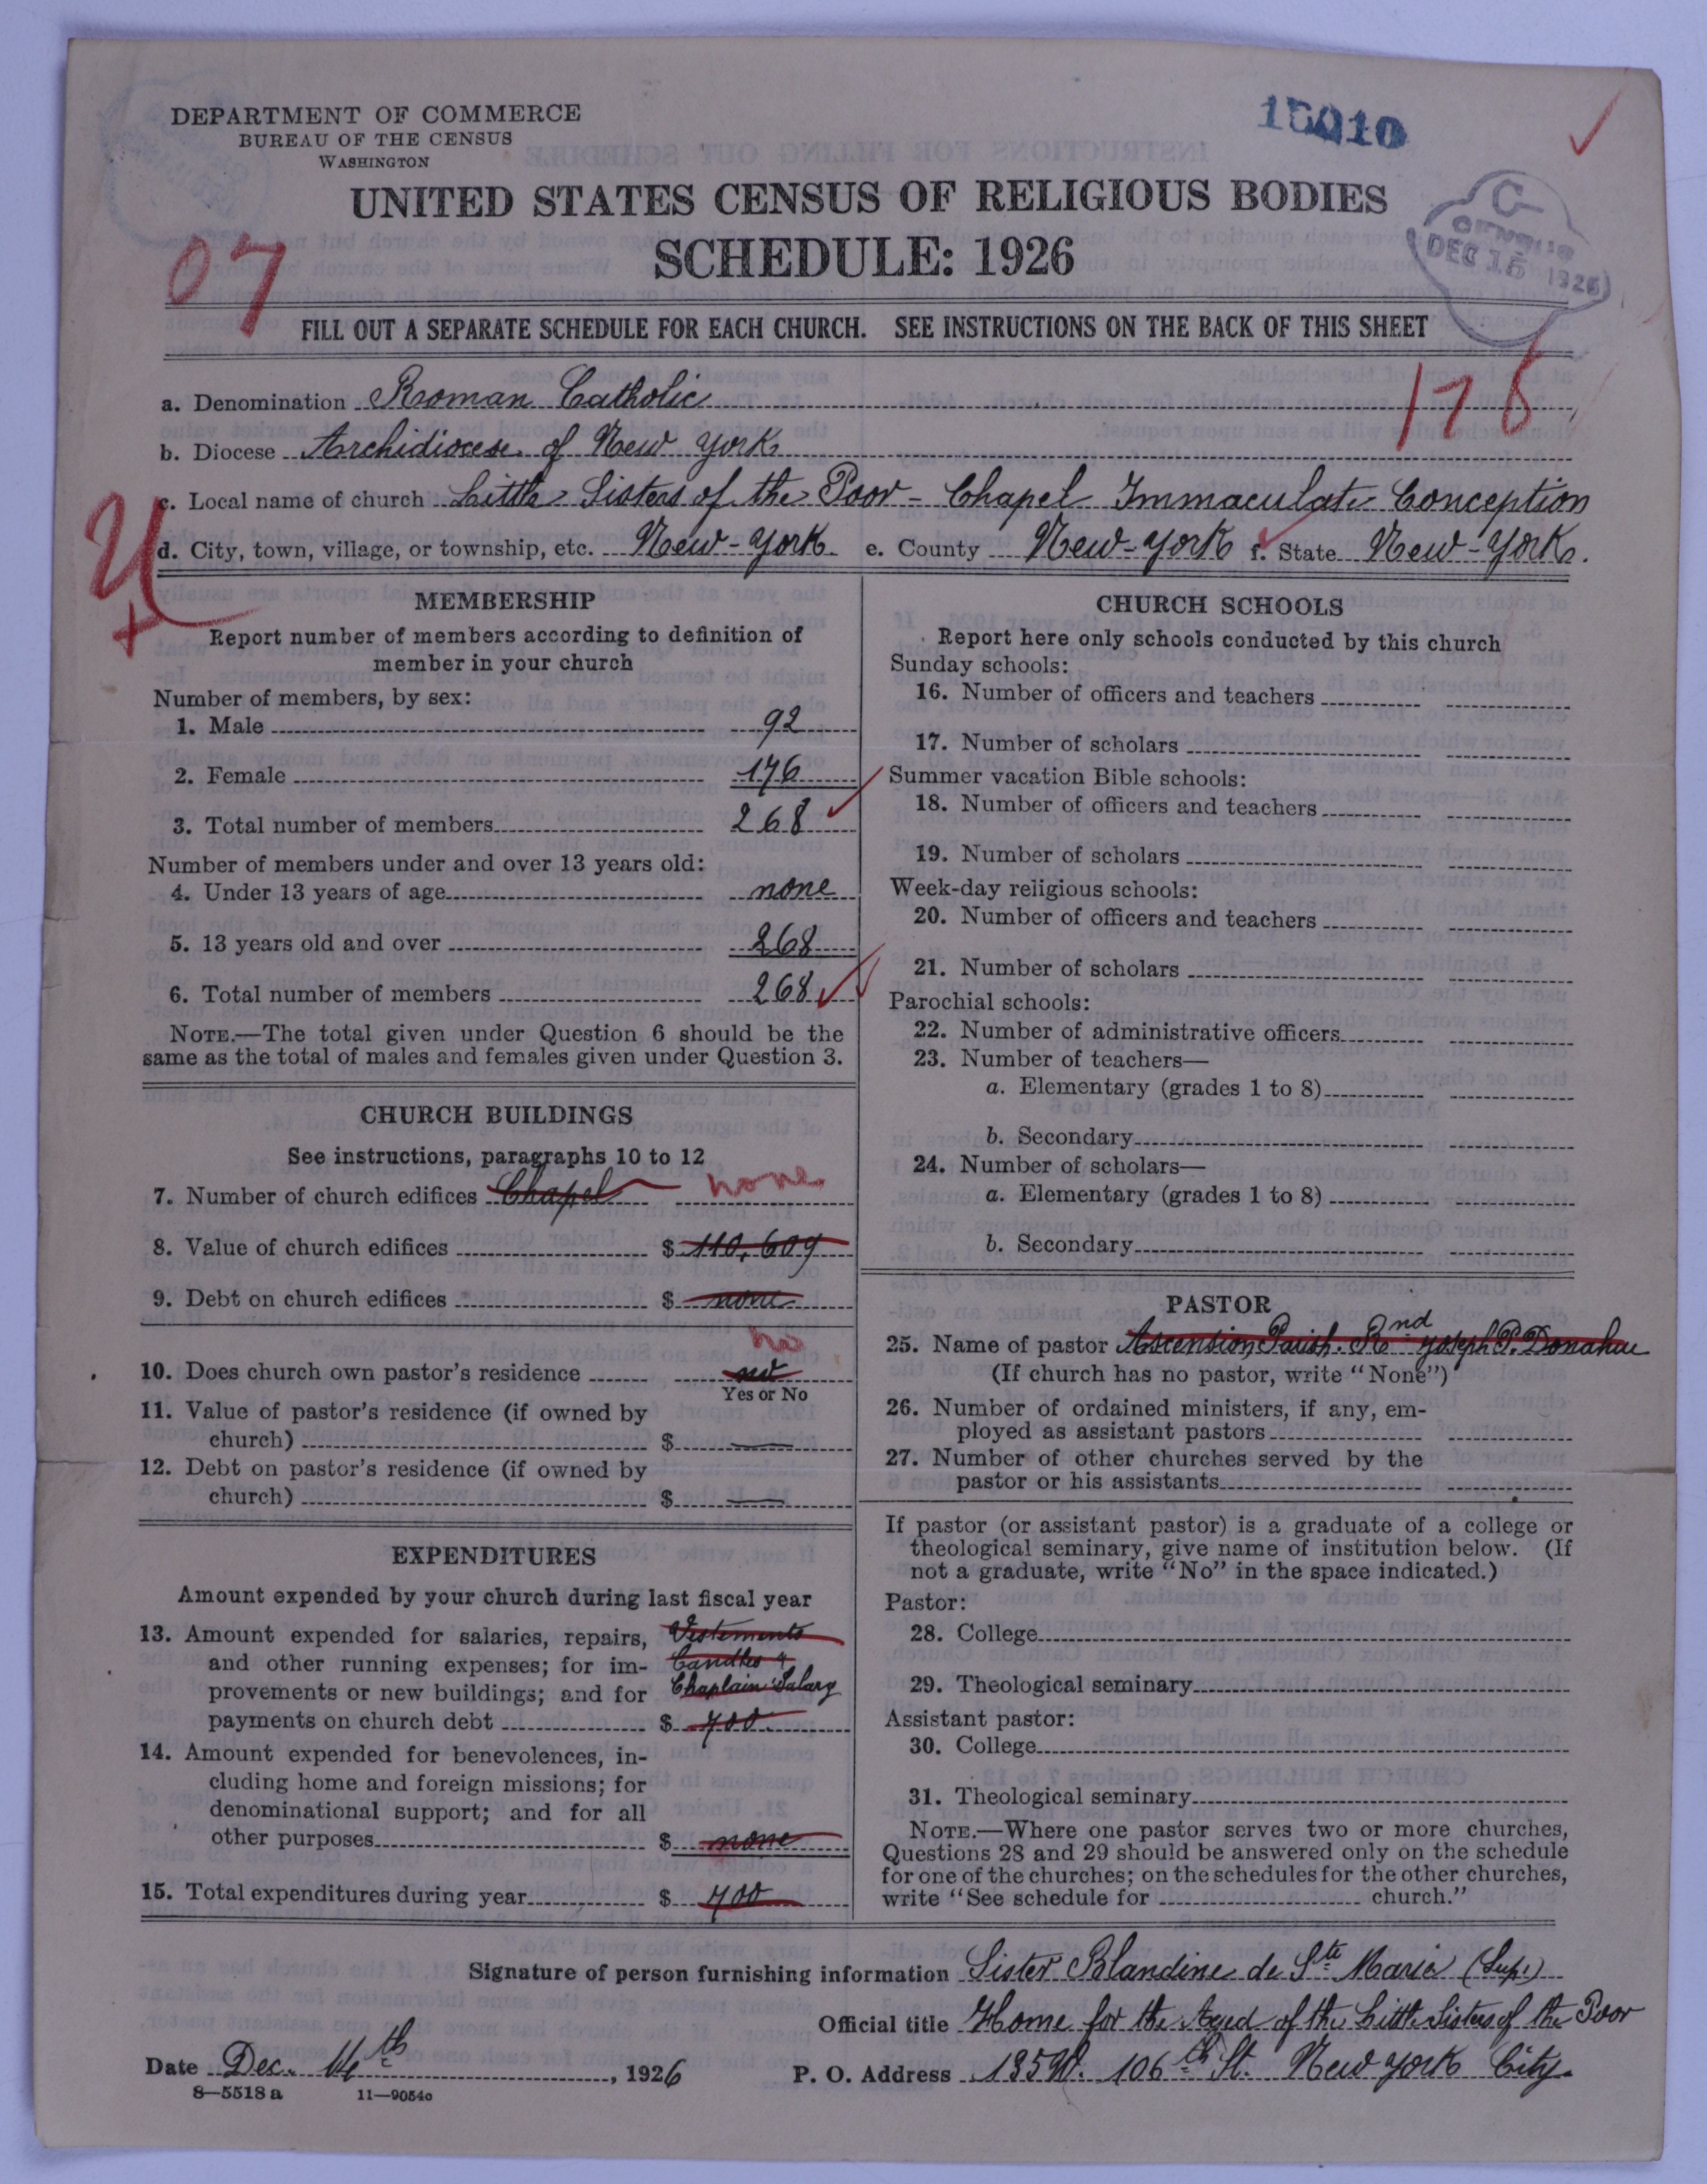 DEPARTMENT OF COMMERCE
BUREAU OF THE CENSUS
WASHINGTON
15010
UNITED STATES CENSUS OF RELIGIOUS BODIES
SCHEDULE: 1926
07
C
CENSUS
DEC 15 1926
FILL OUT A SEPARATE SCHEDULE FOR EACH CHURCH. SEE INSTRUCTIONS ON THE BACK OF THIS SHEET
a. Denomination Roman Catholic
b. Diocese Archidiocese of New York
c. Local name of church Little Sisters of the Poor - Chapel Immaculate Conception
d. City, town, village, or township, etc. New-York e. County New-York f. State New-York.
MEMBERSHIP
Report number of members according to definition of
member in your church
Number of members, by sex:
1. Male 92
2. Female 176
3. Total number of members 268
Number of members under and over 13 years old:
4. Under 13 years of age none
5. 13 years old and over 268
6. Total number of members 268
NOTE.—The total given under Question 6 should be the
same as the total of males and females given under Question 3.
CHURCH BUILDINGS
See instructions, paragraphs 10 to 12
7. Number of church edifices Chapel none
8. Value of church edifices $ 110,609
9. Debt on church edifices $ none
no
10. Does church own pastor's residence
Yes or No
11. Value of pastor's residence (if owned by
church) $
12. Debt on pastor's residence (if owned by
church) $
EXPENDITURES
Amount expended by your church during last fiscal year
13. Amount expended for salaries, repairs, Vestements
and other running expenses; for im- Candles &
provements or new buildings; and for Chaplain Salary
payments on church debt $ 700.
14. Amount expended for benevolences, in-
cluding home and foreign missions; for
denominational support; and for all
other purposes $ none
15. Total expenditures during year $ 700
CHURCH SCHOOLS
Report here only schools conducted by this church
Sunday schools:
16. Number of officers and teachers
17. Number of scholars
Summer vacation Bible schools:
18. Number of officers and teachers
19. Number of scholars
Week-day religious schools:
20. Number of officers and teachers
21. Number of scholars
Parochial schools:
22. Number of administrative officers
23. Number of teachers—
a. Elementary (grades 1 to 8)
b. Secondary
24. Number of scholars—
a. Elementary (grades 1 to 8)
b. Secondary
PASTOR
25. Name of pastor Ascension Parish. Rnd Joseph P. Donahue
(If church has no pastor, write "None")
26. Number of ordained ministers, if any, em-
ployed as assistant pastors
27. Number of other churches served by the
pastor or his assistants
If pastor (or assistant pastor) is a graduate of a college or
theological seminary, give name of institution below. (If
not a graduate, write "No" in the space indicated.)
Pastor:
28. College
29. Theological seminary
Assistant pastor:
30. College
31. Theological seminary
NOTE.—Where one pastor serves two or more churches,
Questions 28 and 29 should be answered only on the schedule
for one of the churches; on the schedules for the other churches,
write "See schedule for church."
Signature of person furnishing information Sister Blandine de Ste Marie (Sup.)
Official title Home for the Aged of the Little Sisters of the Poor
Date Dec. 14th, 1926 P. O. Address 135 W. 106th St. New York City.
8—5518 a 11—9054c